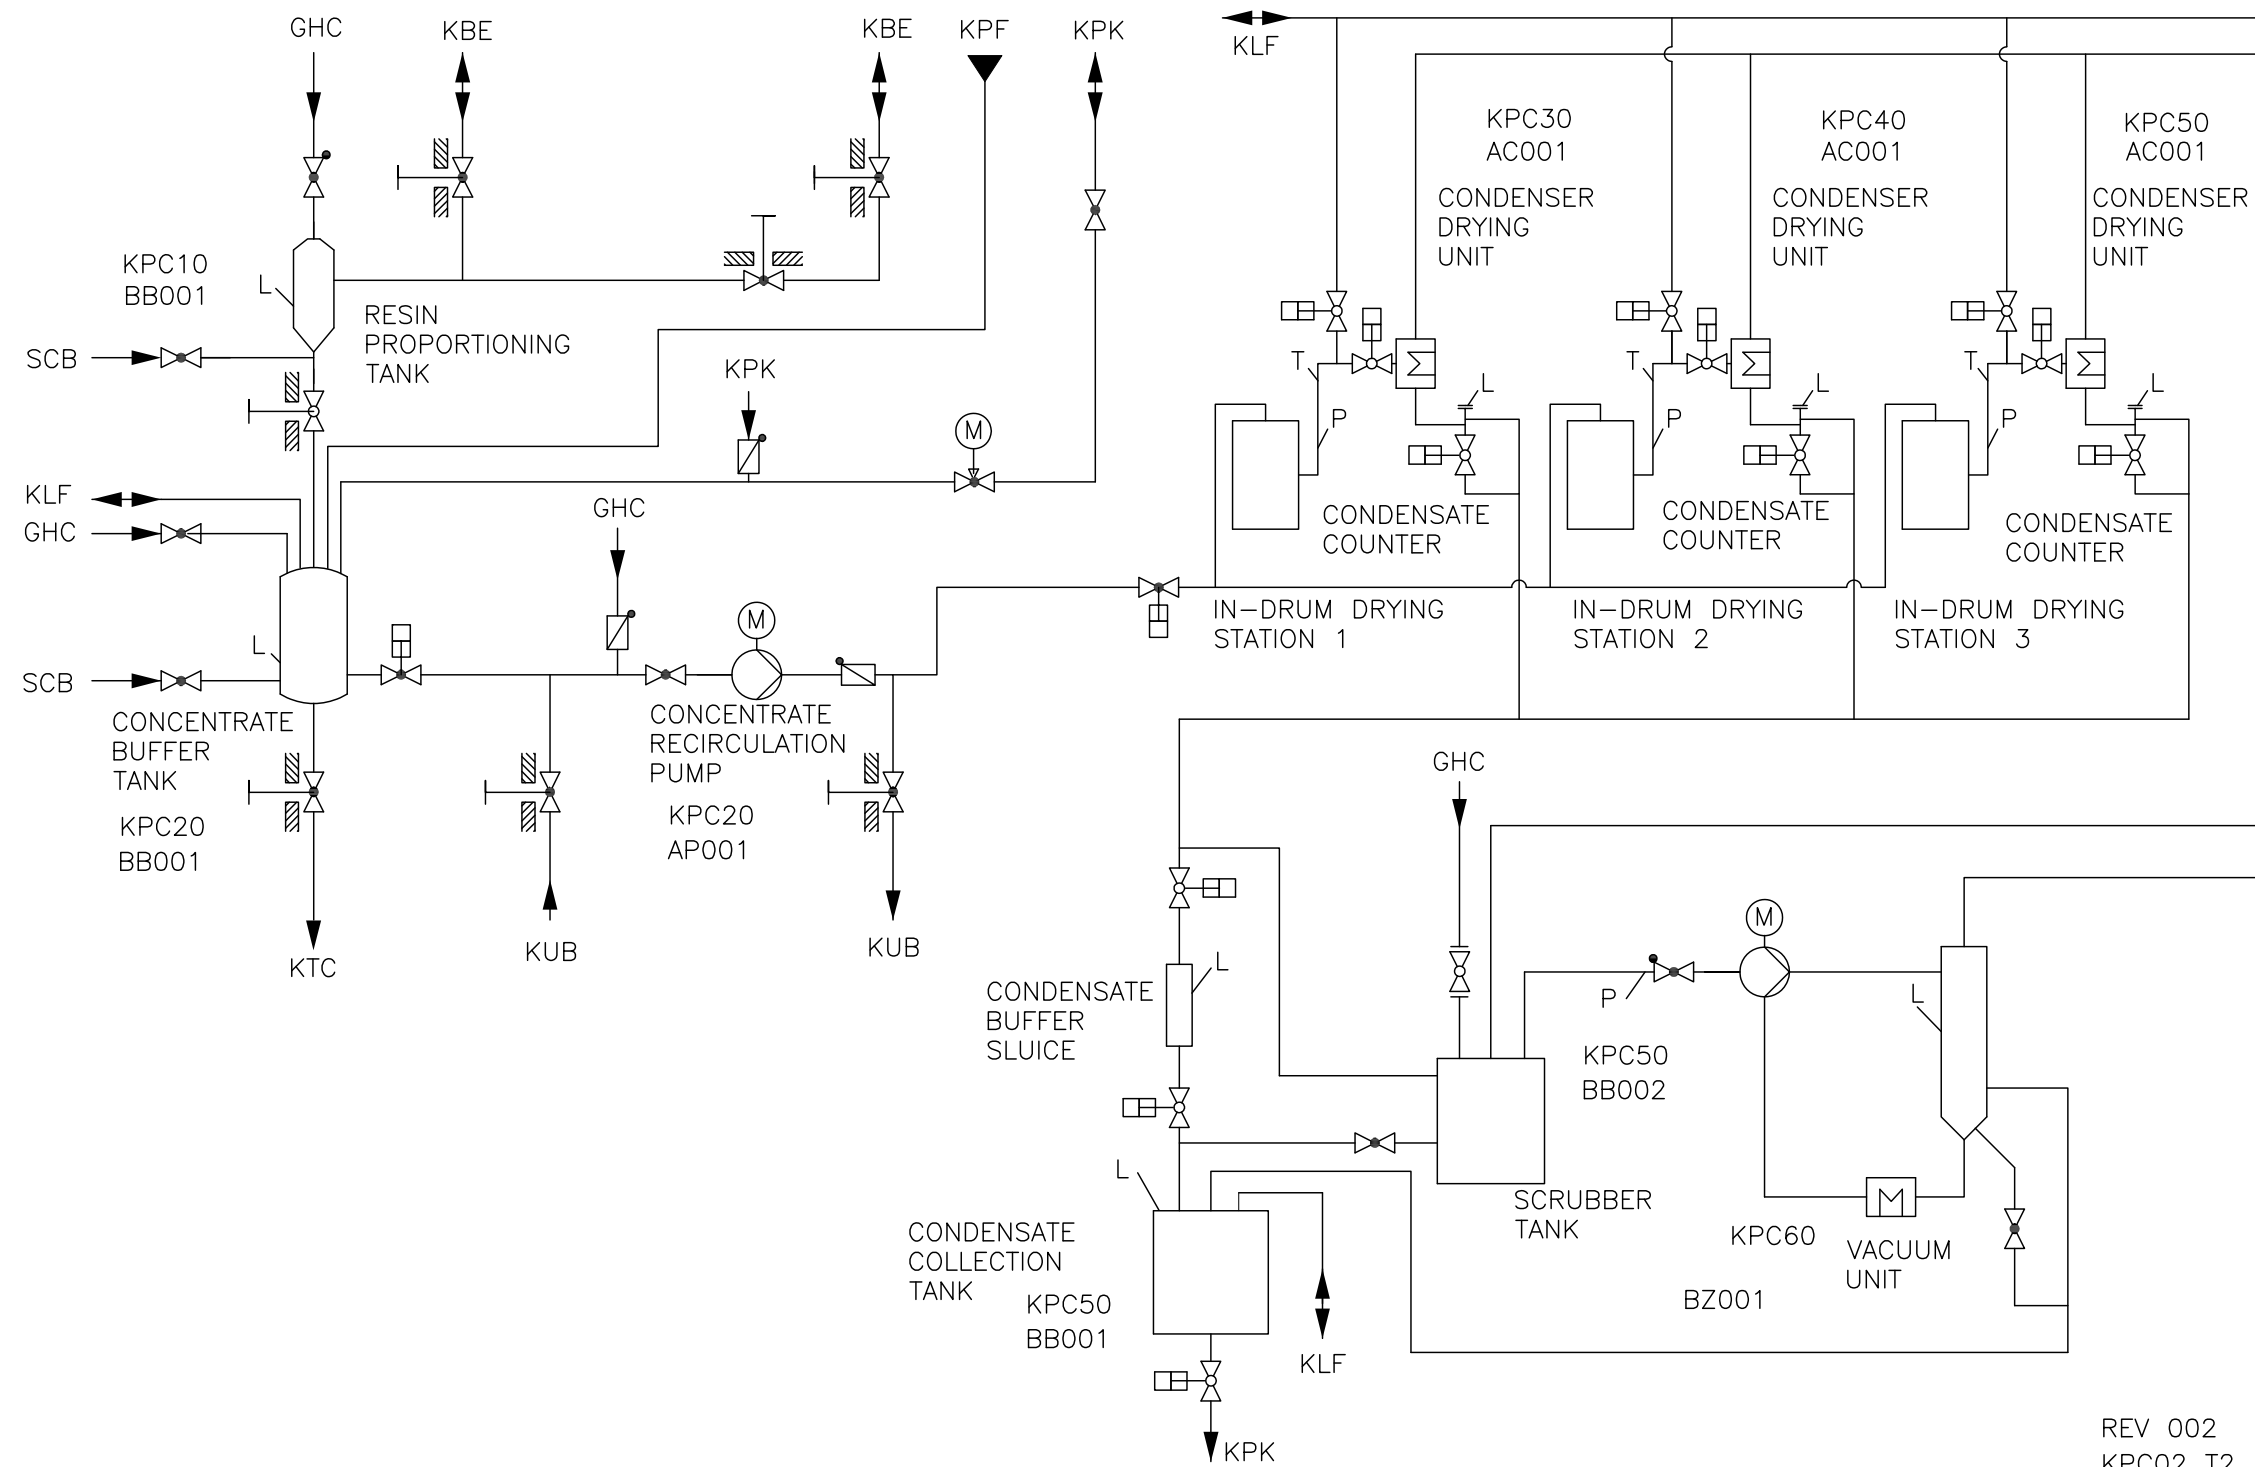 GHC
KBE
KBE
KPF
KPK
KLF
KPC10
BB001
L
RESIN
PROPORTIONING
TANK
SCB
KPK
M
KLF
GHC
GHC
M
L
SCB
CONCENTRATE
BUFFER
TANK
KPC20
BB001
CONCENTRATE
RECIRCULATION
PUMP
KPC20
AP001
KTC
KUB
KUB
KPC30
AC001
CONDENSER
DRYING
UNIT
KPC40
AC001
CONDENSER
DRYING
UNIT
KPC50
AC001
CONDENSER
DRYING
UNIT
T
L
P
T
L
P
T
L
P
CONDENSATE
COUNTER
CONDENSATE
COUNTER
CONDENSATE
COUNTER
IN-DRUM DRYING
STATION 1
IN-DRUM DRYING
STATION 2
IN-DRUM DRYING
STATION 3
GHC
M
L
CONDENSATE
BUFFER
SLUICE
P
L
KPC50
BB002
L
SCRUBBER
TANK
M
KPC60
VACUUM
UNIT
BZ001
CONDENSATE
COLLECTION
TANK
KPC50
BB001
KLF
KPK
REV 002
KPC02 T2